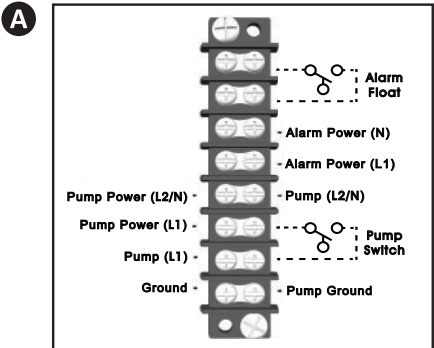 A
Alarm
Float
Alarm Power (N)
Alarm Power (L1)
Pump Power (L2/N)
Pump (L2/N)
Pump Power (L1)
Pump
Switch
Pump (L1)
Ground
Pump Ground